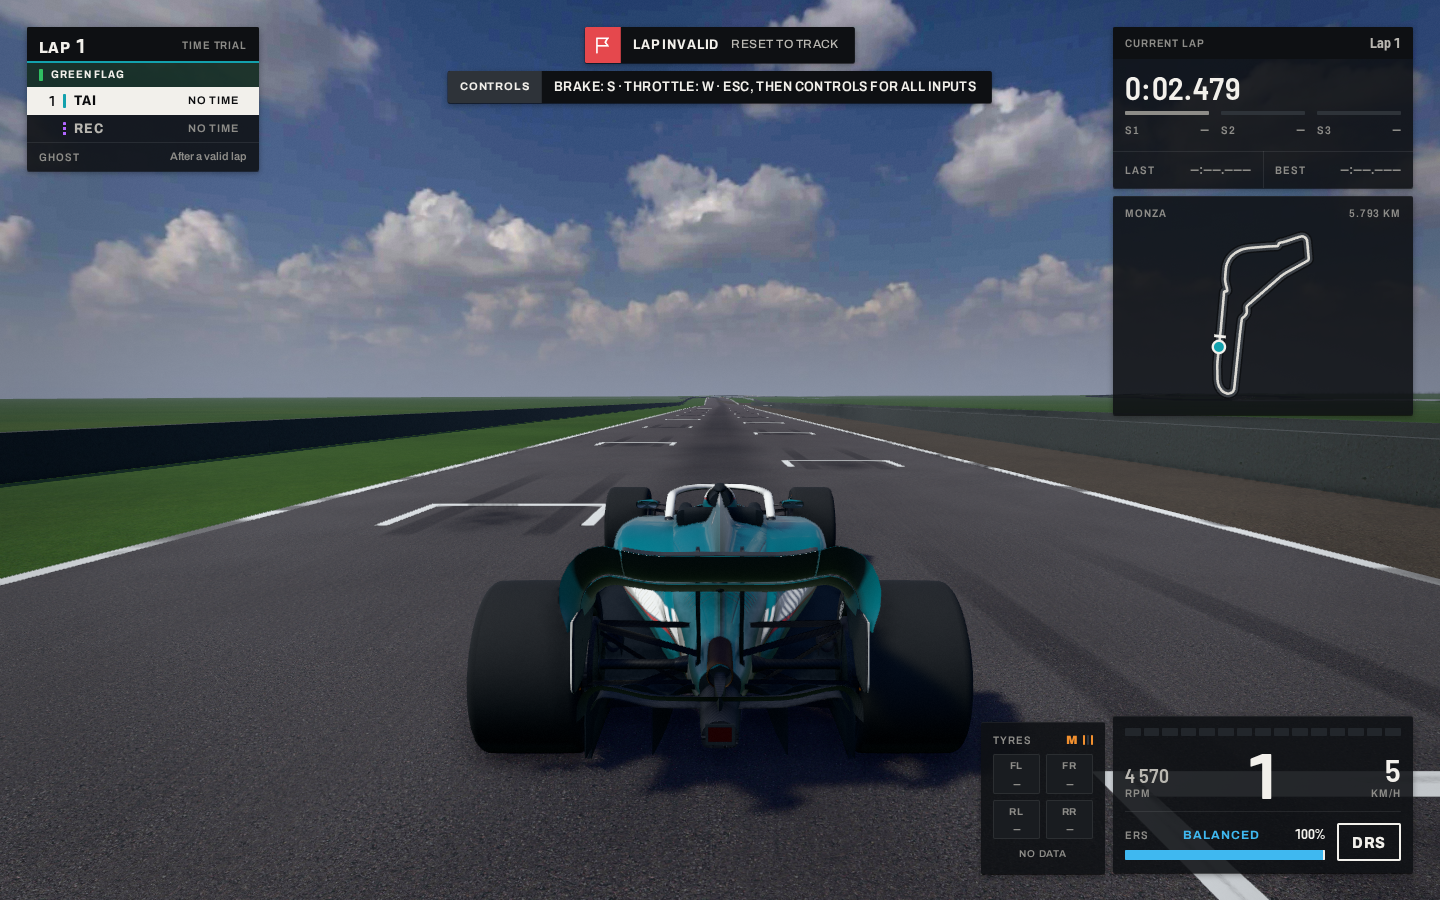 LAP 1 TIME TRIAL
GREEN FLAG
1 TAI NO TIME
REC NO TIME
GHOST After a valid lap
LAP INVALID RESET TO TRACK
CONTROLS BRAKE: S · THROTTLE: W · ESC, THEN CONTROLS FOR ALL INPUTS
CURRENT LAP Lap 1
0:02.479
S1 – S2 – S3 –
LAST –:––.––– BEST –:––.–––
MONZA 5.793 KM
TYRES M
FL FR
– –
RL RR
– –
NO DATA
4 570 1 5
RPM KM/H
ERS BALANCED 100% DRS